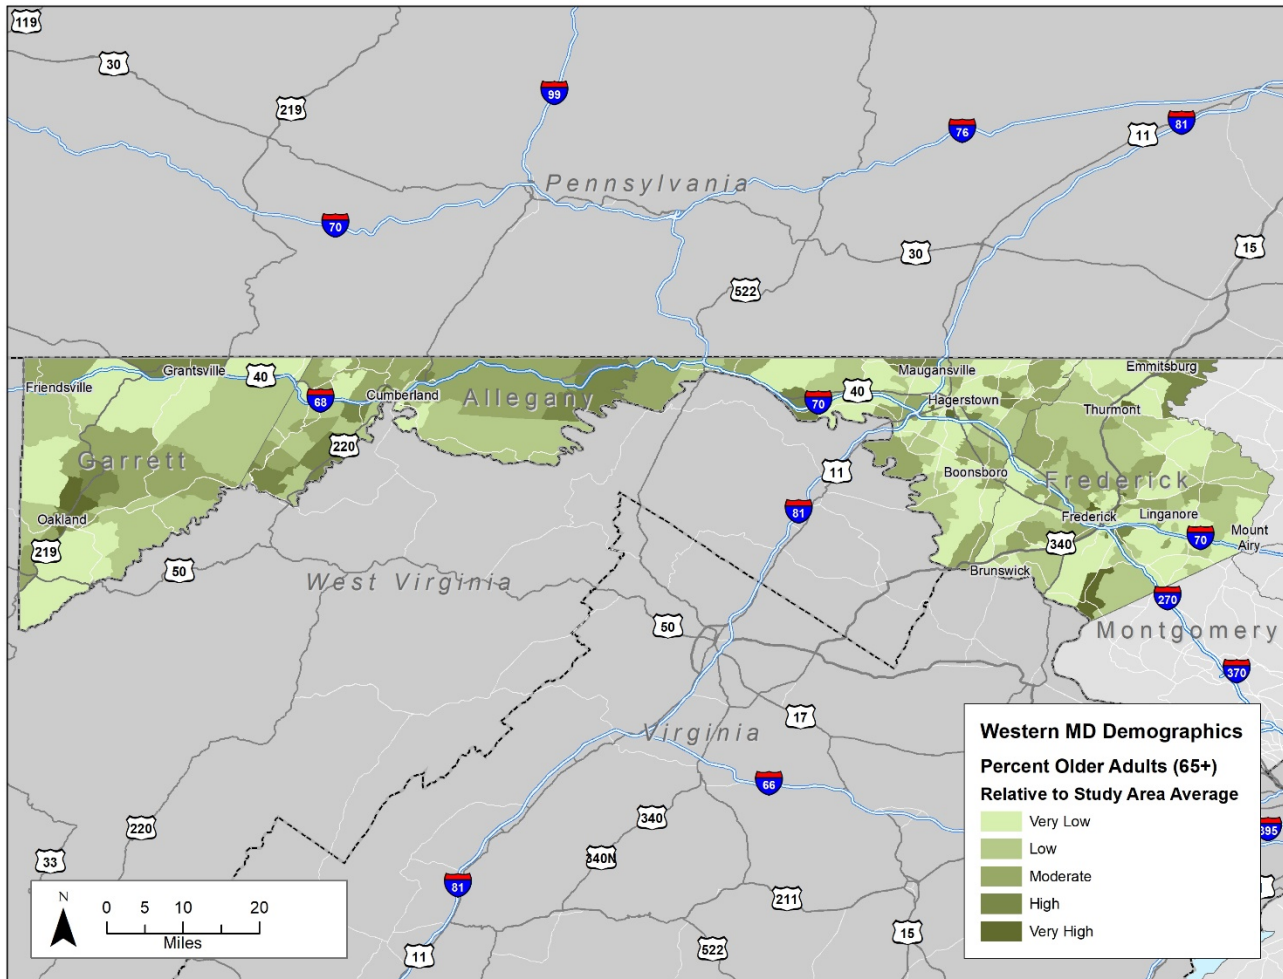 119
30
219
99
76
11
81
Pennsylvania
70
15
30
522
Friendsville
Grantsville
40
68
Cumberland
Allegany
70
40
Maugansville
Hagerstown
Emmitsburg
Thurmont
Garrett
220
11
Boonsboro
Frederick
Oakland
81
Frederick
Linganore
219
50
340
70
Mount
Airy
West Virginia
Brunswick
270
50
Montgomery
370
17
Virginia
66
220
340
33
340N
81
211
11
522
15
395
N
0 5 10 20
Miles
Western MD Demographics
Percent Older Adults (65+)
Relative to Study Area Average
Very Low
Low
Moderate
High
Very High